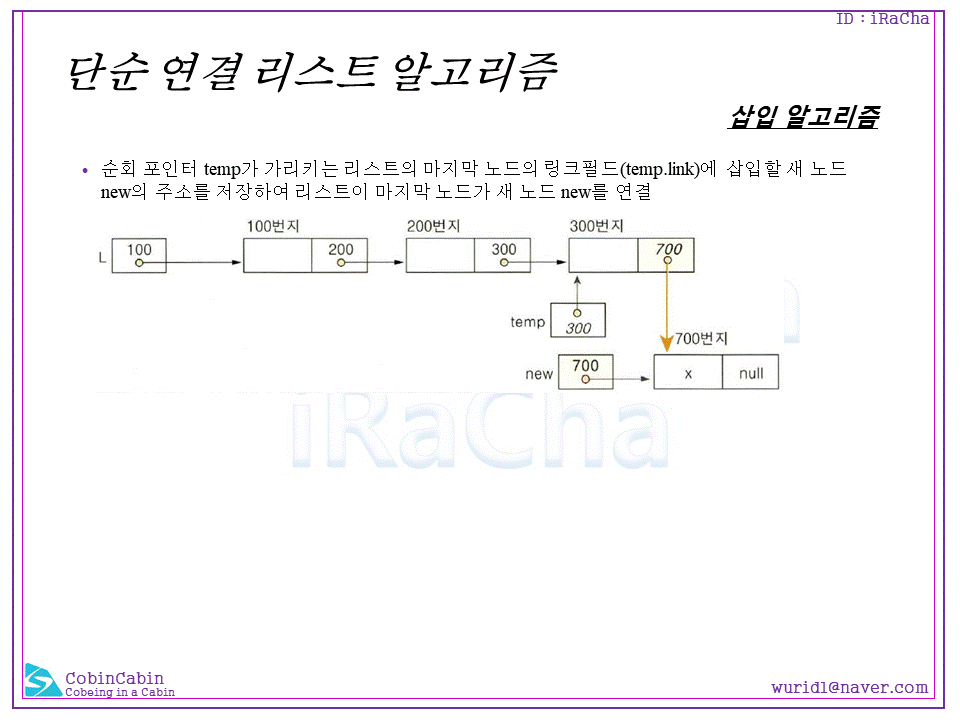 ID : iRaCha
단순 연결 리스트 알고리즘
삽입 알고리즘
• 순회 포인터 temp가 가리키는 리스트의 마지막 노드의 링크필드(temp.link)에 삽입할 새 노드
new의 주소를 저장하여 리스트이 마지막 노드가 새 노드 new를 연결
100번지 200번지 300번지
L 100 200 300 700
temp 300
700번지
new 700 x null
iRaCha
CobinCabin
Cobeing in a Cabin
wurid1@naver.com